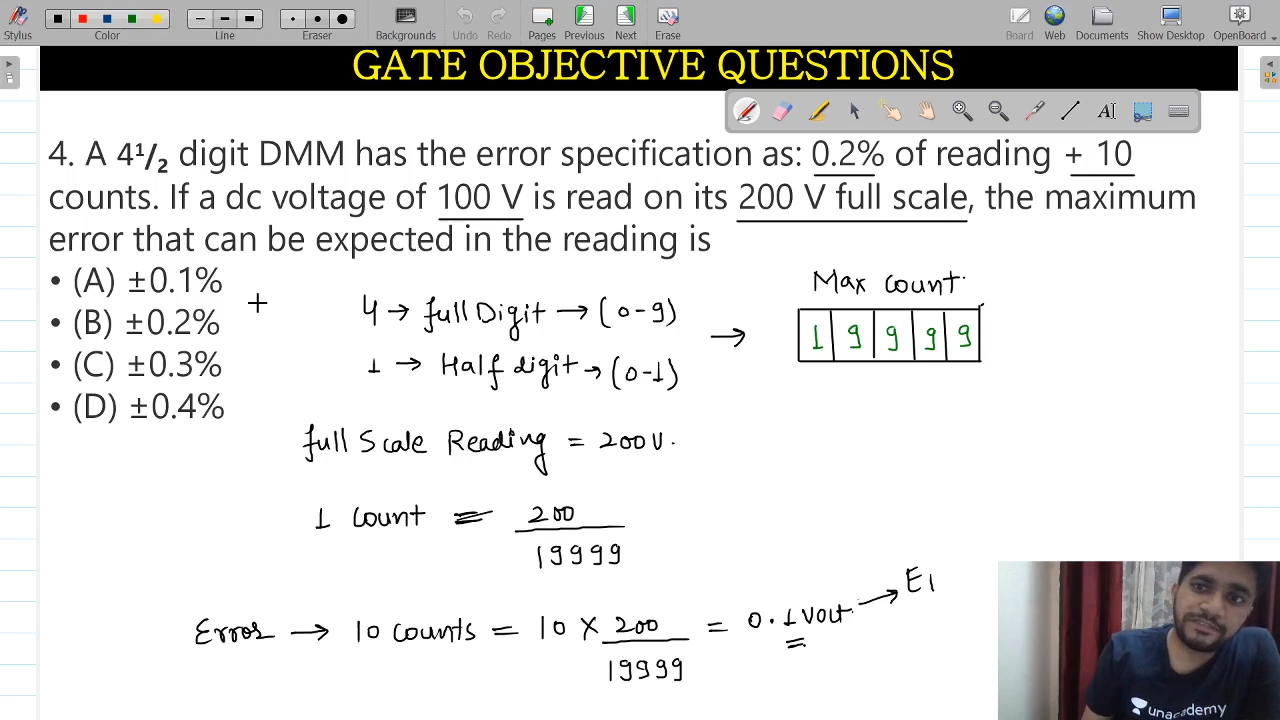 Stylus
Color
Line
Eraser
Backgrounds
Undo
Redo
Pages
Previous
Next
Erase
Board
Web
Documents
Show Desktop
OpenBoard
GATE OBJECTIVE QUESTIONS
4. A 4¹/₂ digit DMM has the error specification as: 0.2% of reading + 10
counts. If a dc voltage of 100 V is read on its 200 V full scale, the maximum
error that can be expected in the reading is
• (A) ±0.1%
• (B) ±0.2%
• (C) ±0.3%
• (D) ±0.4%
+
4 → full Digit → (0-9)
1 → Half digit → (0-1)
→
Max count
1 9 9 9 9
full Scale Reading = 200V.
1 count = 200
19999
Error → 10 counts = 10 × 200 = 0.1 volt → E1
19999
unacademy